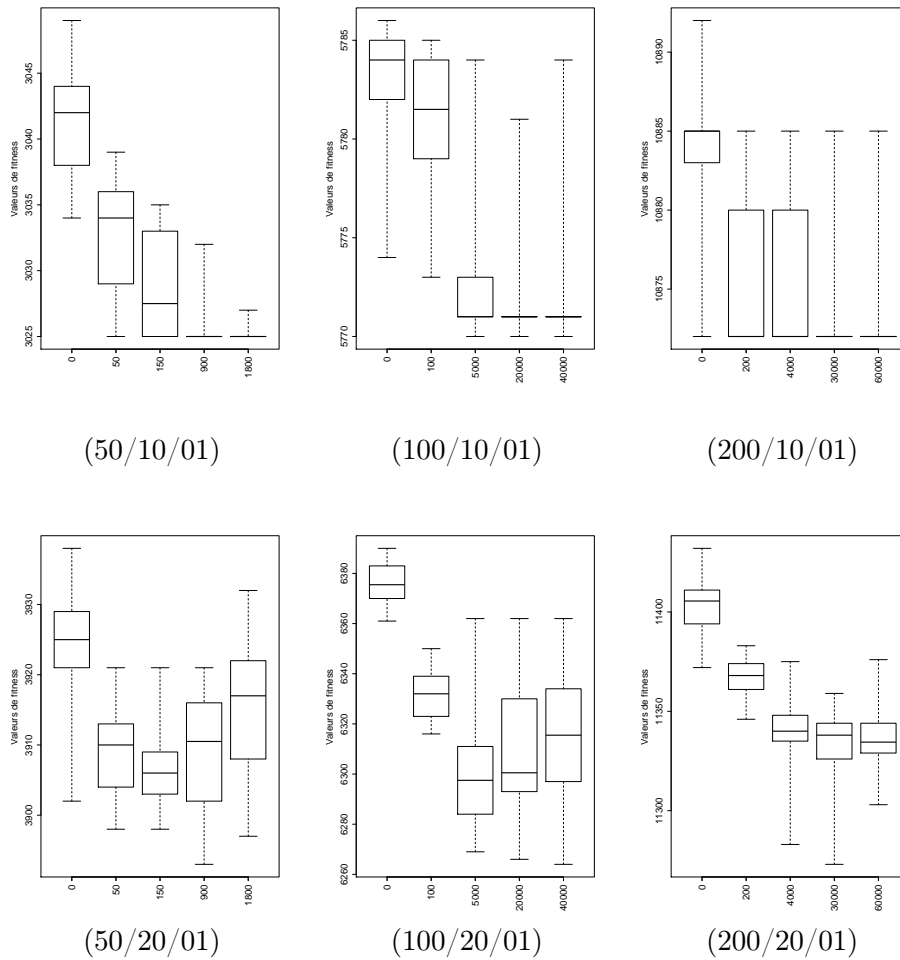 Valeurs de fitness
3025 3030 3035 3040 3045
0 50 150 900 1800
(50/10/01)
Valeurs de fitness
5770 5775 5780 5785
0 100 5000 20000 40000
(100/10/01)
Valeurs de fitness
10875 10880 10885 10890
0 200 4000 30000 60000
(200/10/01)
Valeurs de fitness
3900 3910 3920 3930
0 50 150 900 1800
(50/20/01)
Valeurs de fitness
6260 6280 6300 6320 6340 6360 6380
0 100 5000 20000 40000
(100/20/01)
Valeurs de fitness
11300 11350 11400
0 200 4000 30000 60000
(200/20/01)